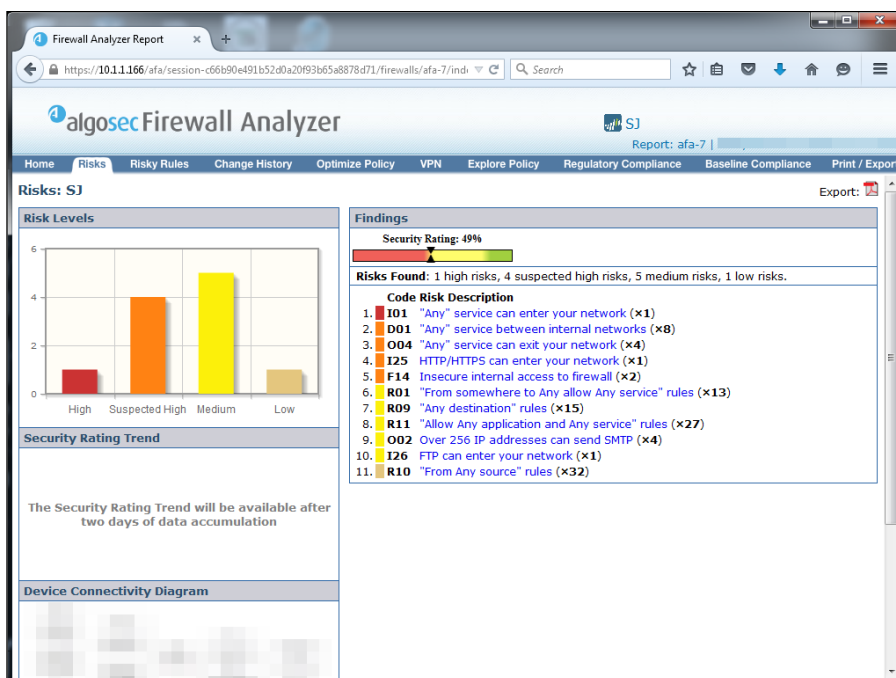 Firewall Analyzer Report
https://10.1.1.166/afa/session-c66b90e491b52d0a20f93b65a8878d71/firewalls/afa-7/ind
Search
algosec Firewall Analyzer
SJ
Report: afa-7 |
Home Risks Risky Rules Change History Optimize Policy VPN Explore Policy Regulatory Compliance Baseline Compliance Print / Export
Risks: SJ
Export:
Risk Levels
6
4
2
0
High Suspected High Medium Low
Security Rating Trend
The Security Rating Trend will be available after
two days of data accumulation
Device Connectivity Diagram
Findings
Security Rating: 49%
Risks Found: 1 high risks, 4 suspected high risks, 5 medium risks, 1 low risks.
Code Risk Description
1. I01 "Any" service can enter your network (×1)
2. D01 "Any" service between internal networks (×8)
3. O04 "Any" service can exit your network (×4)
4. I25 HTTP/HTTPS can enter your network (×1)
5. F14 Insecure internal access to firewall (×2)
6. R01 "From somewhere to Any allow Any service" rules (×13)
7. R09 "Any destination" rules (×15)
8. R11 "Allow Any application and Any service" rules (×27)
9. O02 Over 256 IP addresses can send SMTP (×4)
10. I26 FTP can enter your network (×1)
11. R10 "From Any source" rules (×32)